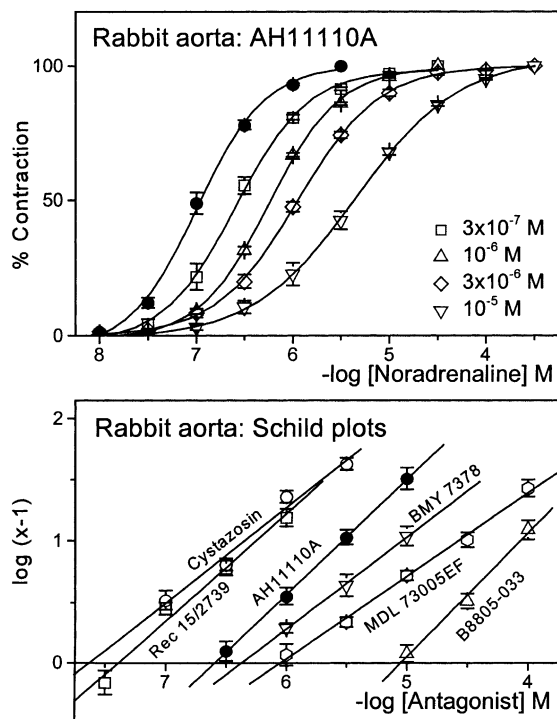 Rabbit aorta: AH11110A
100
50
0
% Contraction
3x10⁻⁷ M
10⁻⁶ M
3x10⁻⁶ M
10⁻⁵ M
8 7 6 5 4
-log [Noradrenaline] M
Rabbit aorta: Schild plots
2
1
0
log (x-1)
Cystazosin
Rec 15/2739
AH11110A
BMY 7378
MDL 73005EF
B8805-033
7 6 5 4
-log [Antagonist] M